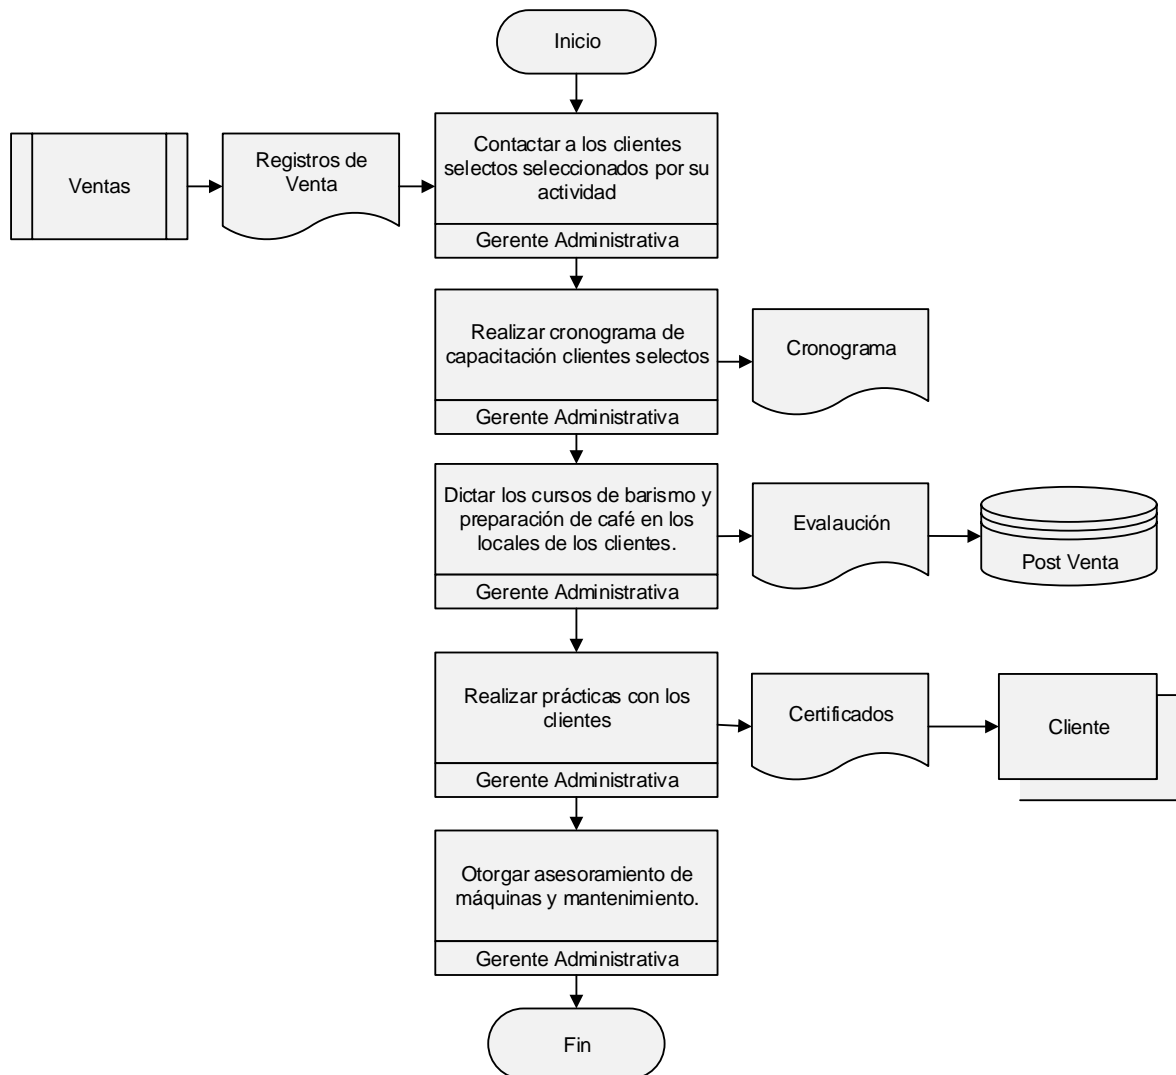 Inicio
Ventas
Registros de
Venta
Contactar a los clientes
selectos seleccionados por su
actividad
Gerente Administrativa
Realizar cronograma de
capacitación clientes selectos
Gerente Administrativa
Cronograma
Dictar los cursos de barismo y
preparación de café en los
locales de los clientes.
Gerente Administrativa
Evalaución
Post Venta
Realizar prácticas con los
clientes
Gerente Administrativa
Certificados
Cliente
Otorgar asesoramiento de
máquinas y mantenimiento.
Gerente Administrativa
Fin